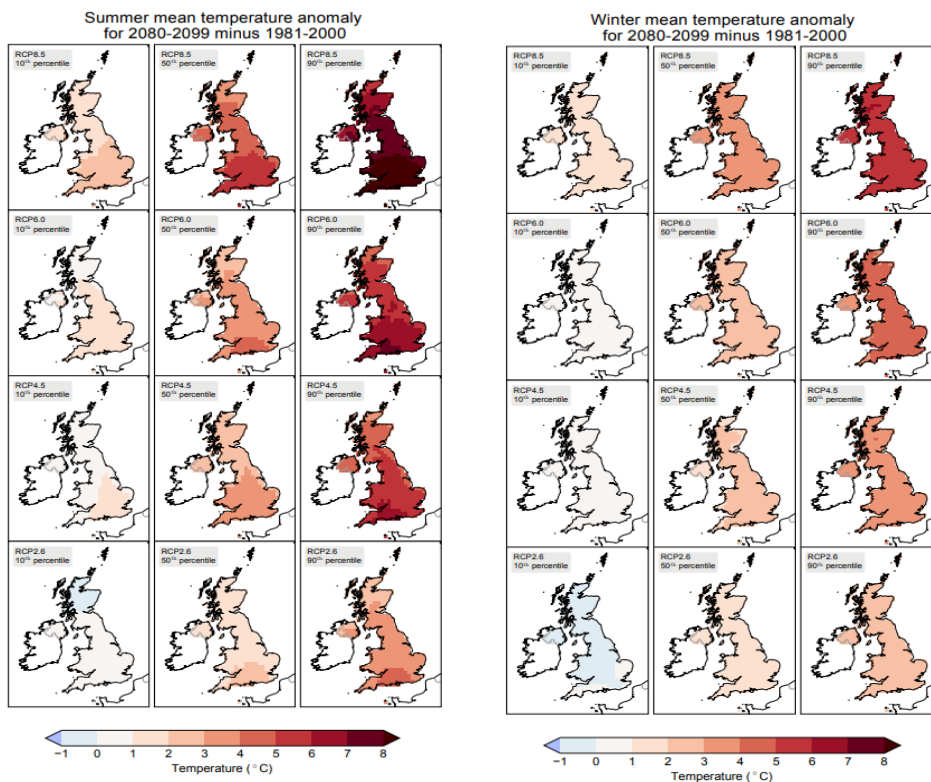 Summer mean temperature anomaly
for 2080-2099 minus 1981-2000
RCP8.5
10th percentile
RCP8.5
50th percentile
RCP8.5
90th percentile
RCP6.0
10th percentile
RCP6.0
50th percentile
RCP6.0
90th percentile
RCP4.5
10th percentile
RCP4.5
50th percentile
RCP4.5
90th percentile
RCP2.6
10th percentile
RCP2.6
50th percentile
RCP2.6
90th percentile
−1 0 1 2 3 4 5 6 7 8
Temperature (°C)
Winter mean temperature anomaly
for 2080-2099 minus 1981-2000
RCP8.5
10th percentile
RCP8.5
50th percentile
RCP8.5
90th percentile
RCP6.0
10th percentile
RCP6.0
50th percentile
RCP6.0
90th percentile
RCP4.5
10th percentile
RCP4.5
50th percentile
RCP4.5
90th percentile
RCP2.6
10th percentile
RCP2.6
50th percentile
RCP2.6
90th percentile
−1 0 1 2 3 4 5 6 7 8
Temperature (°C)